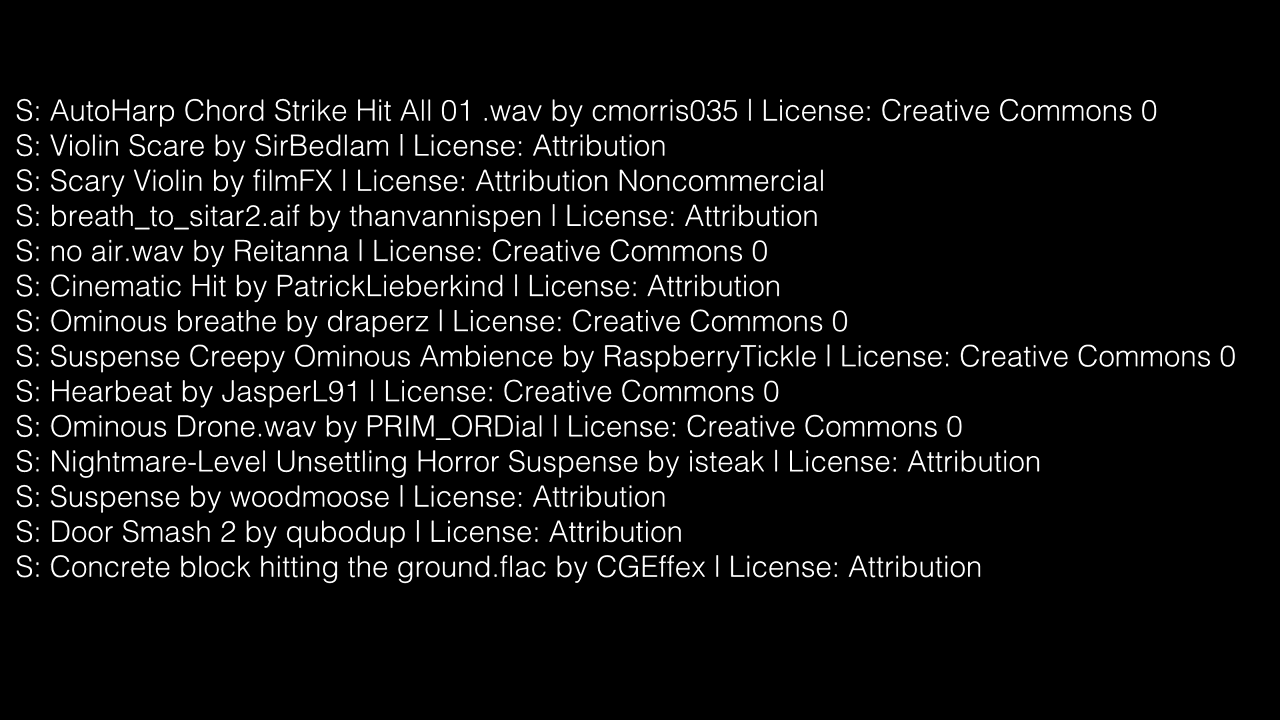 S: AutoHarp Chord Strike Hit All 01 .wav by cmorris035 | License: Creative Commons 0
S: Violin Scare by SirBedlam | License: Attribution
S: Scary Violin by filmFX | License: Attribution Noncommercial
S: breath_to_sitar2.aif by thanvannispen | License: Attribution
S: no air.wav by Reitanna | License: Creative Commons 0
S: Cinematic Hit by PatrickLieberkind | License: Attribution
S: Ominous breathe by draperz | License: Creative Commons 0
S: Suspense Creepy Ominous Ambience by RaspberryTickle | License: Creative Commons 0
S: Hearbeat by JasperL91 | License: Creative Commons 0
S: Ominous Drone.wav by PRIM_ORDial | License: Creative Commons 0
S: Nightmare-Level Unsettling Horror Suspense by isteak | License: Attribution
S: Suspense by woodmoose | License: Attribution
S: Door Smash 2 by qubodup | License: Attribution
S: Concrete block hitting the ground.flac by CGEffex | License: Attribution